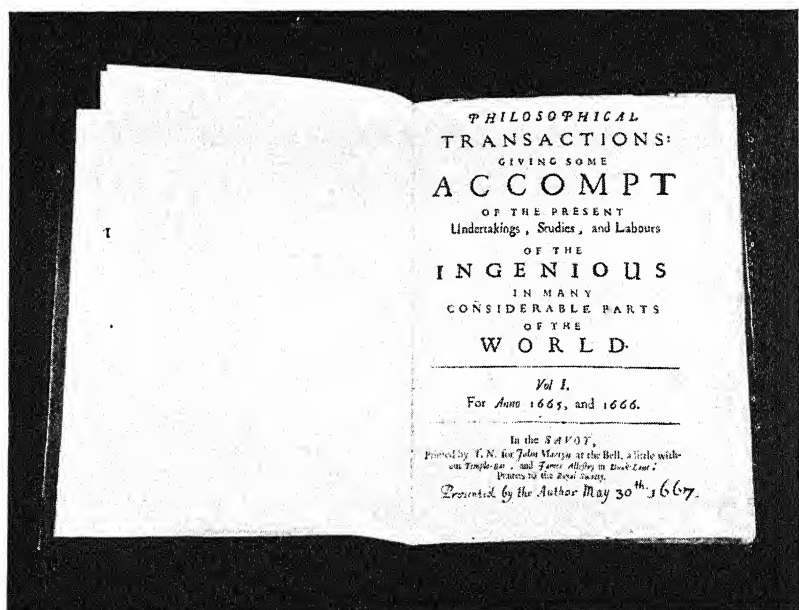 PHILOSOPHICAL
TRANSACTIONS:
GIVING SOME
ACCOMPT
OF THE PRESENT
Undertakings, Studies, and Labours
OF THE
INGENIOUS
IN MANY
CONSIDERABLE PARTS
OF THE
WORLD.
Vol I.
For Anno 1665, and 1666.
In the SAVOY,
Printed by T. N. for John Martyn at the Bell, a little with-
out Temple-Bar, and James Allestry in Duck-Lane,
Printers to the Royal Society.
Presented by the Author May 30th. 1667.